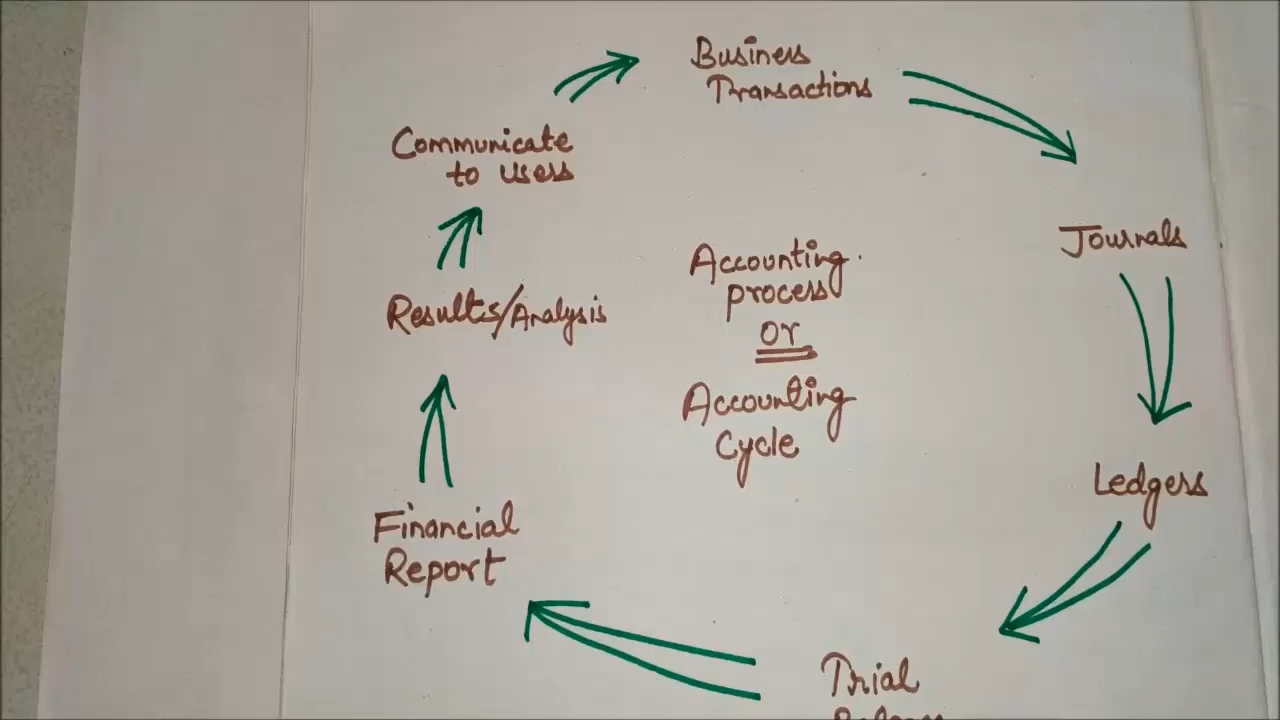 Business
Transactions
Journals
Ledgers
Trial
Financial
Report
Results/Analysis
Communicate
to users
Accounting
process
or
Accounting
Cycle